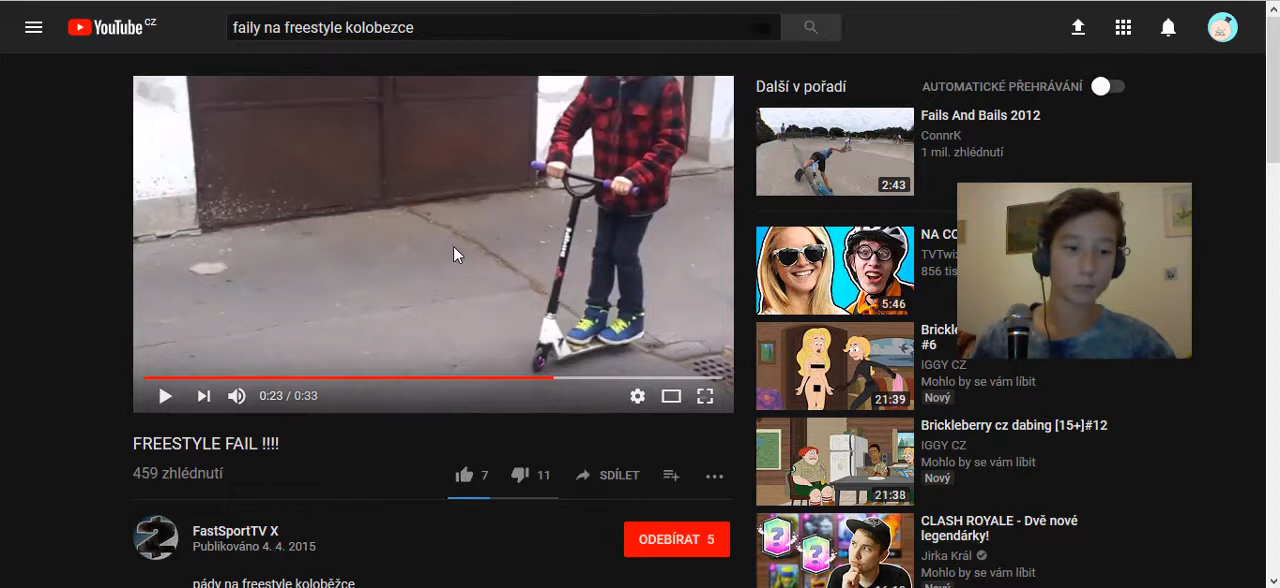 YouTube CZ
faily na freestyle kolobezce
Další v pořadí
AUTOMATICKÉ PŘEHRÁVÁNÍ
Fails And Bails 2012
ConnrK
1 mil. zhlédnutí
2:43
NA CO
TVTwi
856 tis
5:46
Brickle
#6
IGGY CZ
Mohlo by se vám líbit
Nový
21:39
Brickleberry cz dabing [15+]#12
IGGY CZ
Mohlo by se vám líbit
Nový
21:38
CLASH ROYALE - Dvě nové
legendárky!
Jirka Král
Mohlo by se vám líbit
0:23 / 0:33
FREESTYLE FAIL !!!!
459 zhlédnutí
7
11
SDÍLET
FastSportTV X
Publikováno 4. 4. 2015
ODEBÍRAT 5
pády na freestyle koloběžce